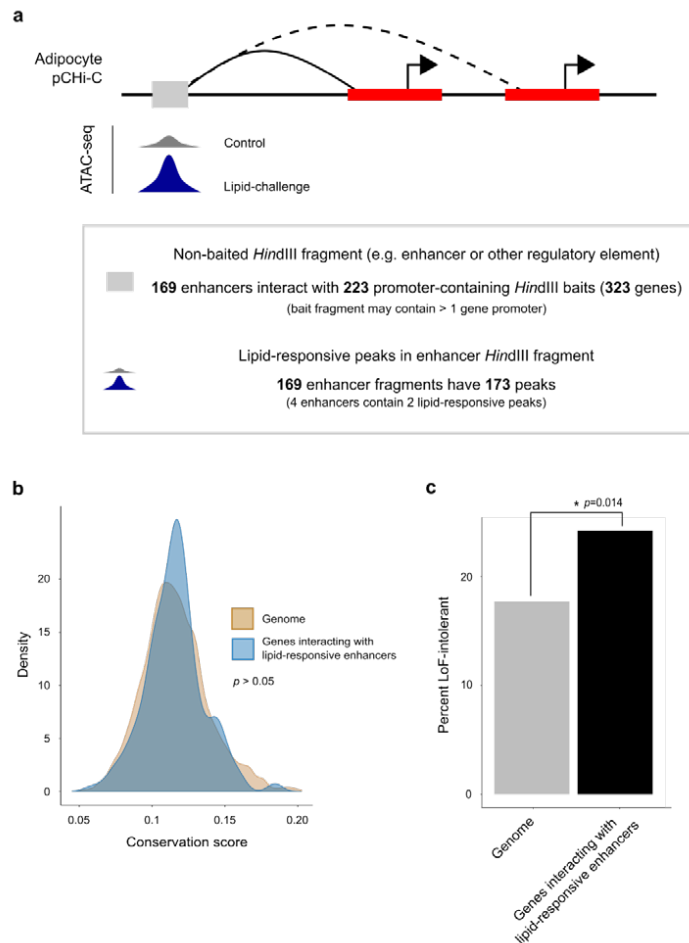 a
Adipocyte
pCHi-C
ATAC-seq
Control
Lipid-challenge
Non-baited HindIII fragment (e.g. enhancer or other regulatory element)
169 enhancers interact with 223 promoter-containing HindIII baits (323 genes)
(bait fragment may contain > 1 gene promoter)
Lipid-responsive peaks in enhancer HindIII fragment
169 enhancer fragments have 173 peaks
(4 enhancers contain 2 lipid-responsive peaks)
b
Density
20
15
10
5
0
0.05 0.1 0.15 0.20
Conservation score
Genome
Genes interacting with
lipid-responsive enhancers
p > 0.05
c
* p=0.014
Percent LoF-intolerant
20
10
0
Genome
Genes interacting with
lipid-responsive enhancers